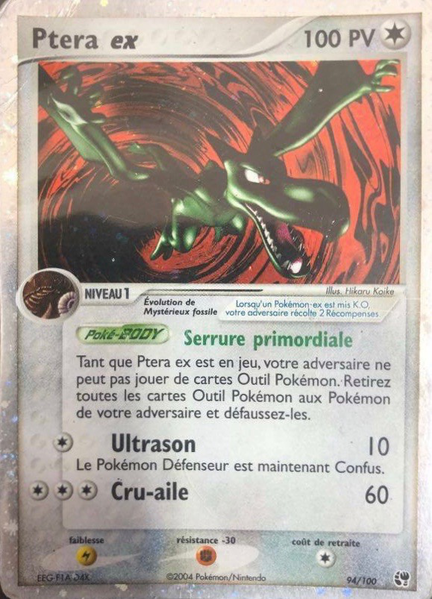 Ptera ex 100 PV
Illus. Hikaru Koike
NIVEAU 1
Évolution de
Mystérieux fossile
Lorsqu'un Pokémon-ex est mis K.O.
votre adversaire récolte 2 Récompenses
Poké-BODY Serrure primordiale
Tant que Ptera ex est en jeu, votre adversaire ne
peut pas jouer de cartes Outil Pokémon. Retirez
toutes les cartes Outil Pokémon aux Pokémon
de votre adversaire et défaussez-les.
Ultrason 10
Le Pokémon Défenseur est maintenant Confus.
Cru-aile 60
faiblesse résistance -30 coût de retraite
©2004 Pokémon/Nintendo 94/100